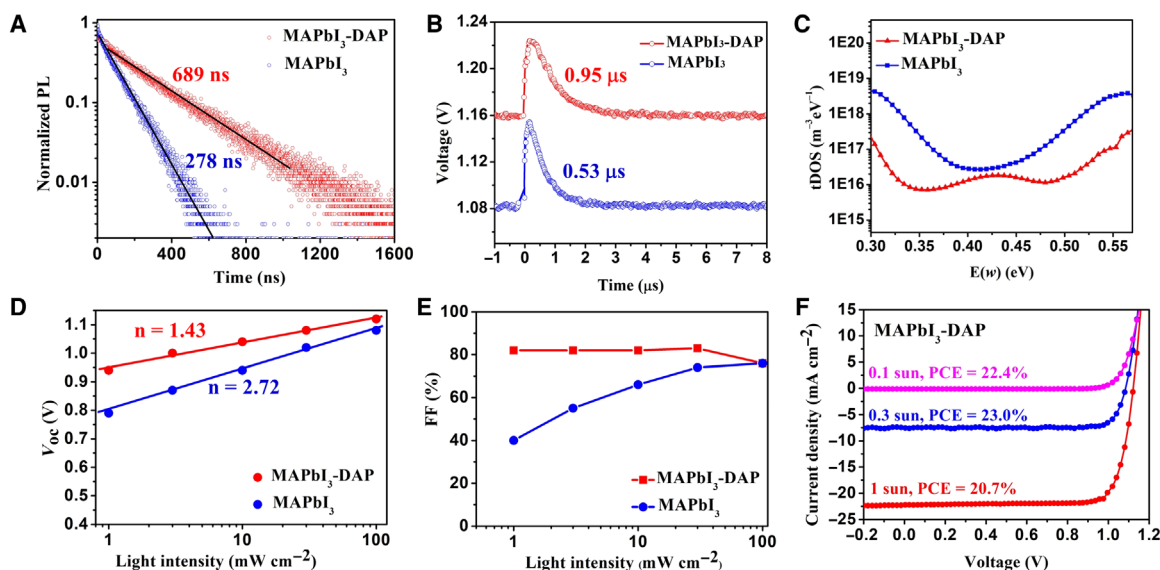 A
MAPbI₃-DAP
MAPbI₃
689 ns
278 ns
Normalized PL
1
0.1
0.01
0 400 800 1200 1600
Time (ns)
B
MAPbI₃-DAP
MAPbI₃
0.95 μs
0.53 μs
Voltage (V)
1.24
1.20
1.16
1.12
1.08
−1 0 1 2 3 4 5 6 7 8
Time (μs)
C
MAPbI₃-DAP
MAPbI₃
tDOS (m⁻³ eV⁻¹)
1E20
1E19
1E18
1E17
1E16
1E15
0.30 0.35 0.40 0.45 0.50 0.55
E(w) (eV)
D
n = 1.43
n = 2.72
MAPbI₃-DAP
MAPbI₃
Voc (V)
1.1
1.0
0.9
0.8
0.7
0.6
0.5
0.4
1 10 100
Light intensity (mW cm⁻²)
E
MAPbI₃-DAP
MAPbI₃
FF (%)
100
80
60
40
20
0
1 10 100
Light intensity (mW cm⁻²)
F
MAPbI₃-DAP
0.1 sun, PCE = 22.4%
0.3 sun, PCE = 23.0%
1 sun, PCE = 20.7%
Current density (mA cm⁻²)
15
10
5
0
−5
−10
−15
−20
−25
−0.2 0.0 0.2 0.4 0.6 0.8 1.0 1.2
Voltage (V)